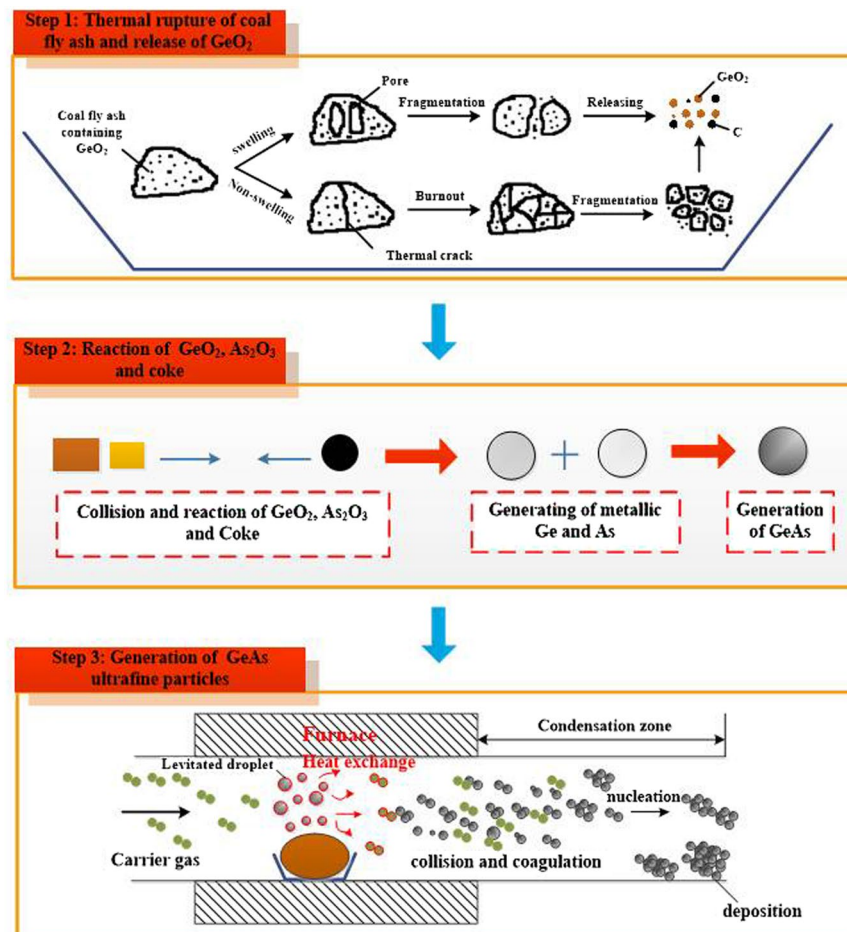 Step 1: Thermal rupture of coal
fly ash and release of GeO₂
Coal fly ash
containing
GeO₂
swelling
Non-swelling
Pore
Fragmentation
Releasing
GeO₂
C
Burnout
Fragmentation
Thermal crack
Step 2: Reaction of GeO₂, As₂O₃
and coke
Collision and reaction of GeO₂, As₂O₃
and Coke
Generating of metallic
Ge and As
Generation
of GeAs
Step 3: Generation of GeAs
ultrafine particles
Furnace
Condensation zone
Levitated droplet
Heat exchange
nucleation
Carrier gas
collision and coagulation
deposition